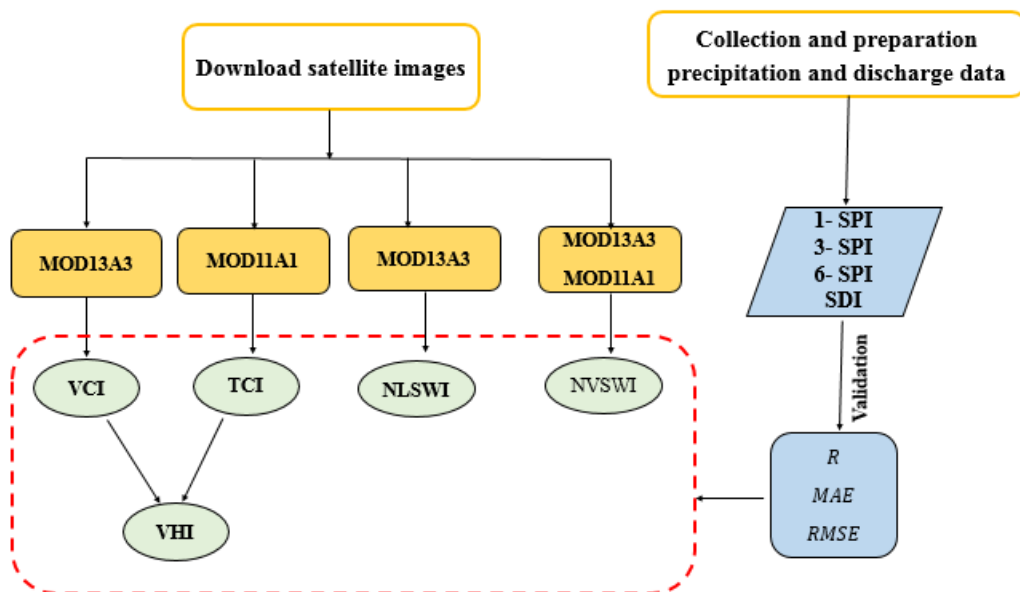 Download satellite images
Collection and preparation
precipitation and discharge data
MOD13A3
MOD11A1
MOD13A3
MOD13A3
MOD11A1
1- SPI
3- SPI
6- SPI
SDI
Validation
VCI
TCI
NLSWI
NVSWI
VHI
R
MAE
RMSE